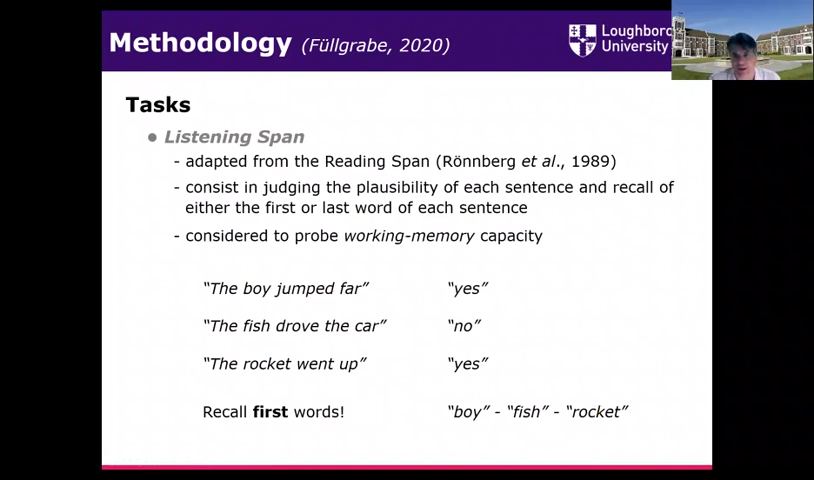 Methodology (Füllgrabe, 2020)
University
Tasks
● Listening Span
- adapted from the Reading Span (Rönnberg et al., 1989)
- consist in judging the plausibility of each sentence and recall of
either the first or last word of each sentence
- considered to probe working-memory capacity
“The boy jumped far” “yes”
“The fish drove the car” “no”
“The rocket went up” “yes”
Recall first words! “boy” - “fish” - “rocket”